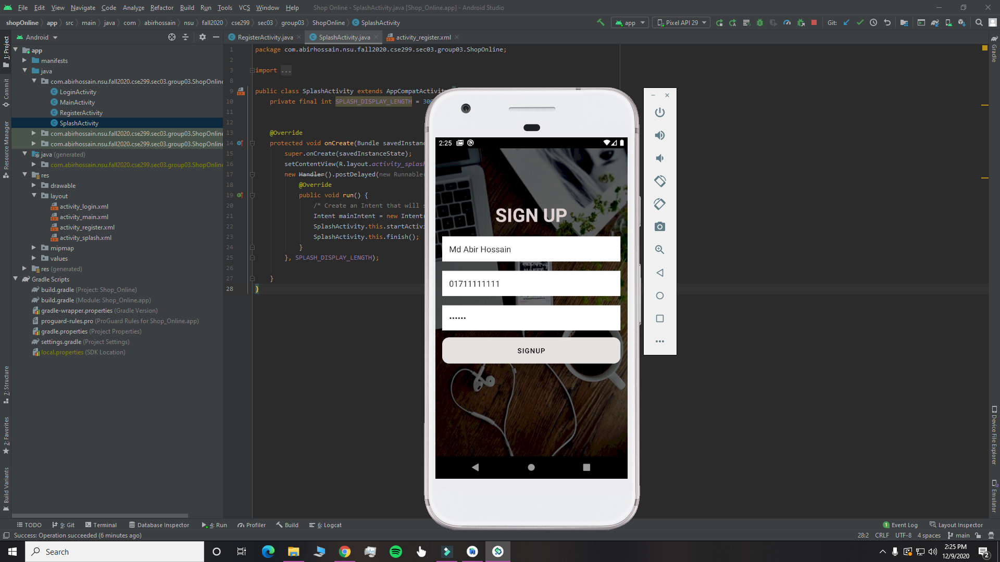 File Edit View Navigate Code Analyze Refactor Build Run Tools VCS Window Help Shop Online - SplashActivity.java [Shop_Online.app] - Android Studio
shopOnline app src main java com abirhossain nsu fall2020 cse299 sec03 group03 ShopOnline SplashActivity app Pixel API 29 Git:
Android
RegisterActivity.java SplashActivity.java activity_register.xml
1: Project
Commit
Resource Manager
7: Structure
2: Favorites
Build Variants
app
manifests
java
com.abirhossain.nsu.fall2020.cse299.sec03.group03.ShopOnline
LoginActivity
MainActivity
RegisterActivity
SplashActivity
com.abirhossain.nsu.fall2020.cse299.sec03.group03.ShopOnline
com.abirhossain.nsu.fall2020.cse299.sec03.group03.ShopOnline
java (generated)
com.abirhossain.nsu.fall2020.cse299.sec03.group03.ShopOnline
res
drawable
layout
activity_login.xml
activity_main.xml
activity_register.xml
activity_splash.xml
mipmap
values
res (generated)
Gradle Scripts
build.gradle (Project: Shop_Online)
build.gradle (Module: Shop_Online.app)
gradle-wrapper.properties (Gradle Version)
proguard-rules.pro (ProGuard Rules for Shop_Online.app)
gradle.properties (Project Properties)
settings.gradle (Project Settings)
local.properties (SDK Location)
1 package com.abirhossain.nsu.fall2020.cse299.sec03.group03.ShopOnline;
2
3 import ...
8
9 public class SplashActivity extends AppCompatActivit
10 private final int SPLASH_DISPLAY_LENGTH = 300
11
12
13 @Override
14 protected void onCreate(Bundle savedInstanc
15 super.onCreate(savedInstanceState);
16 setContentView(R.layout.activity_splash
17 new Handler().postDelayed(new Runnable(
18 @Override
19 public void run() {
20 /* Create an Intent that will s
21 Intent mainIntent = new Intent(
22 SplashActivity.this.startActivi
23 SplashActivity.this.finish();
24 }
25 }, SPLASH_DISPLAY_LENGTH);
26
27 }
28 }
2:25
SIGN UP
Md Abir Hossain
01711111111
••••••
SIGNUP
Gradle
Device File Explorer
Emulator
TODO 9: Git Terminal Database Inspector 4: Run Profiler Build 6: Logcat 1 Event Log Layout Inspector
Success: Operation succeeded (6 minutes ago) 28:2 CRLF UTF-8 4 spaces main
Search
2:25 PM
12/9/2020
2